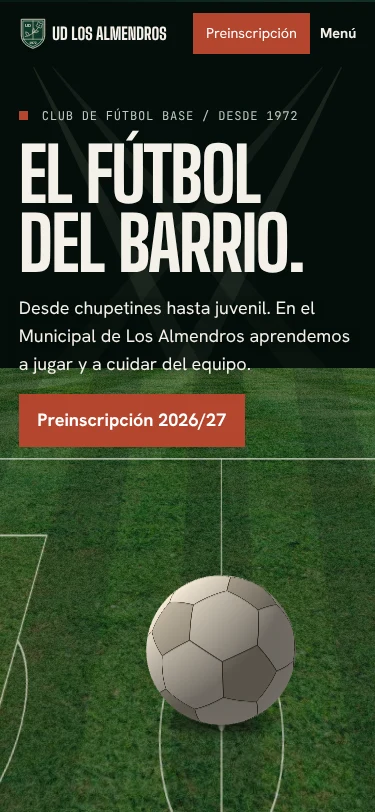 UD LOS ALMENDROS
Preinscripción
Menú
CLUB DE FÚTBOL BASE / DESDE 1972
EL FÚTBOL
DEL BARRIO.
Desde chupetines hasta juvenil. En el
Municipal de Los Almendros aprendemos
a jugar y a cuidar del equipo.
Preinscripción 2026/27